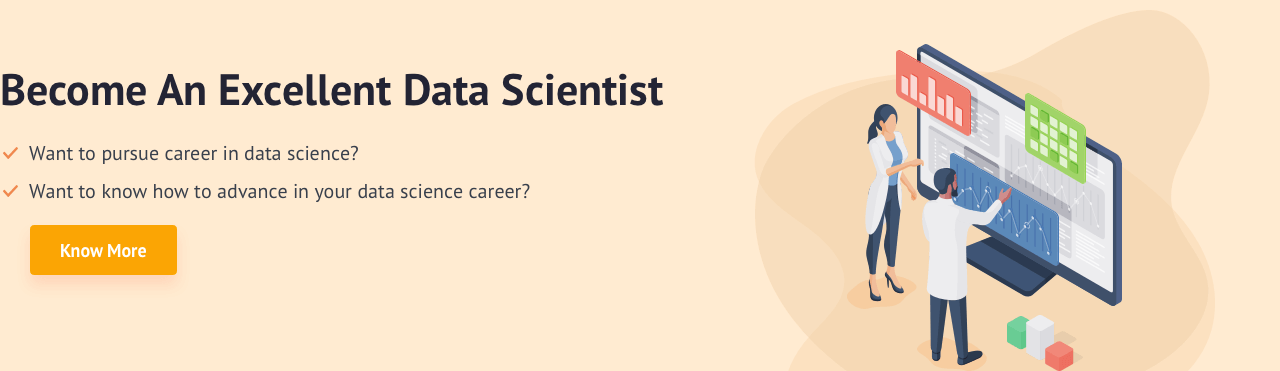 Become An Excellent Data Scientist
Want to pursue career in data science?
Want to know how to advance in your data science career?
Know More